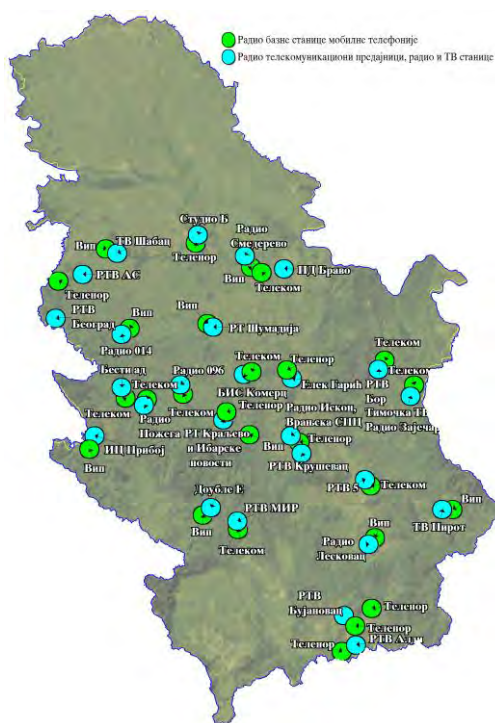 Радио базне станице мобилне телефоније
Радио телекомуникациони предајници, радио и ТВ станице
Студио Б
Вип
ТВ Шабац
Теленор
Радио
Смедерево
РТВ АС
Вип
Телеком
ПД Браво
Теленор
РТВ
Београд
Вип
Радио 014
Вип
РТ Шумадија
Бести ад
Телеком
Радио 096
Телеком
Теленор
Телеком
Телеком
Телеком
Радио
Пожега
Телеком
БИС Комерц
Теленор
Елек Гарић
РТВ
Бор
Тимочка ТВ
Радио Зајечар
РТ Краљево
и Ибарске
новости
Радио Искон,
Врањска СПЦ
Вип
Теленор
РТВ Крушевац
ИЦ Прибој
Вип
РТВ 5
Телеком
Доубле Е
Вип
РТВ МИР
Телеком
Вип
ТВ Пирот
Вип
Радио
Лесковац
РТВ
Бујановац
Теленор
Теленор
Теленор
РТВ